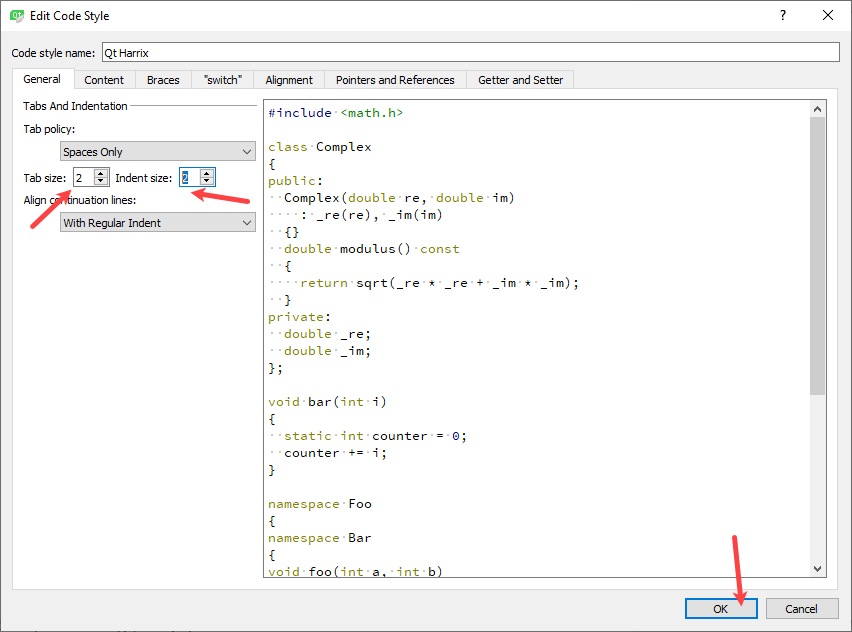 Edit Code Style
Code style name: Qt Harrix
General Content Braces "switch" Alignment Pointers and References Getter and Setter
Tabs And Indentation
Tab policy:
Spaces Only
Tab size: 2 Indent size: 2
Align continuation lines:
With Regular Indent
#include <math.h>
class Complex
{
public:
··Complex(double re, double im)
····: _re(re), _im(im)
··{}
··double modulus() const
··{
····return sqrt(_re * _re + _im * _im);
··}
private:
··double _re;
··double _im;
};
void bar(int i)
{
··static int counter = 0;
··counter += i;
}
namespace Foo
{
namespace Bar
{
void foo(int a, int b)
OK Cancel